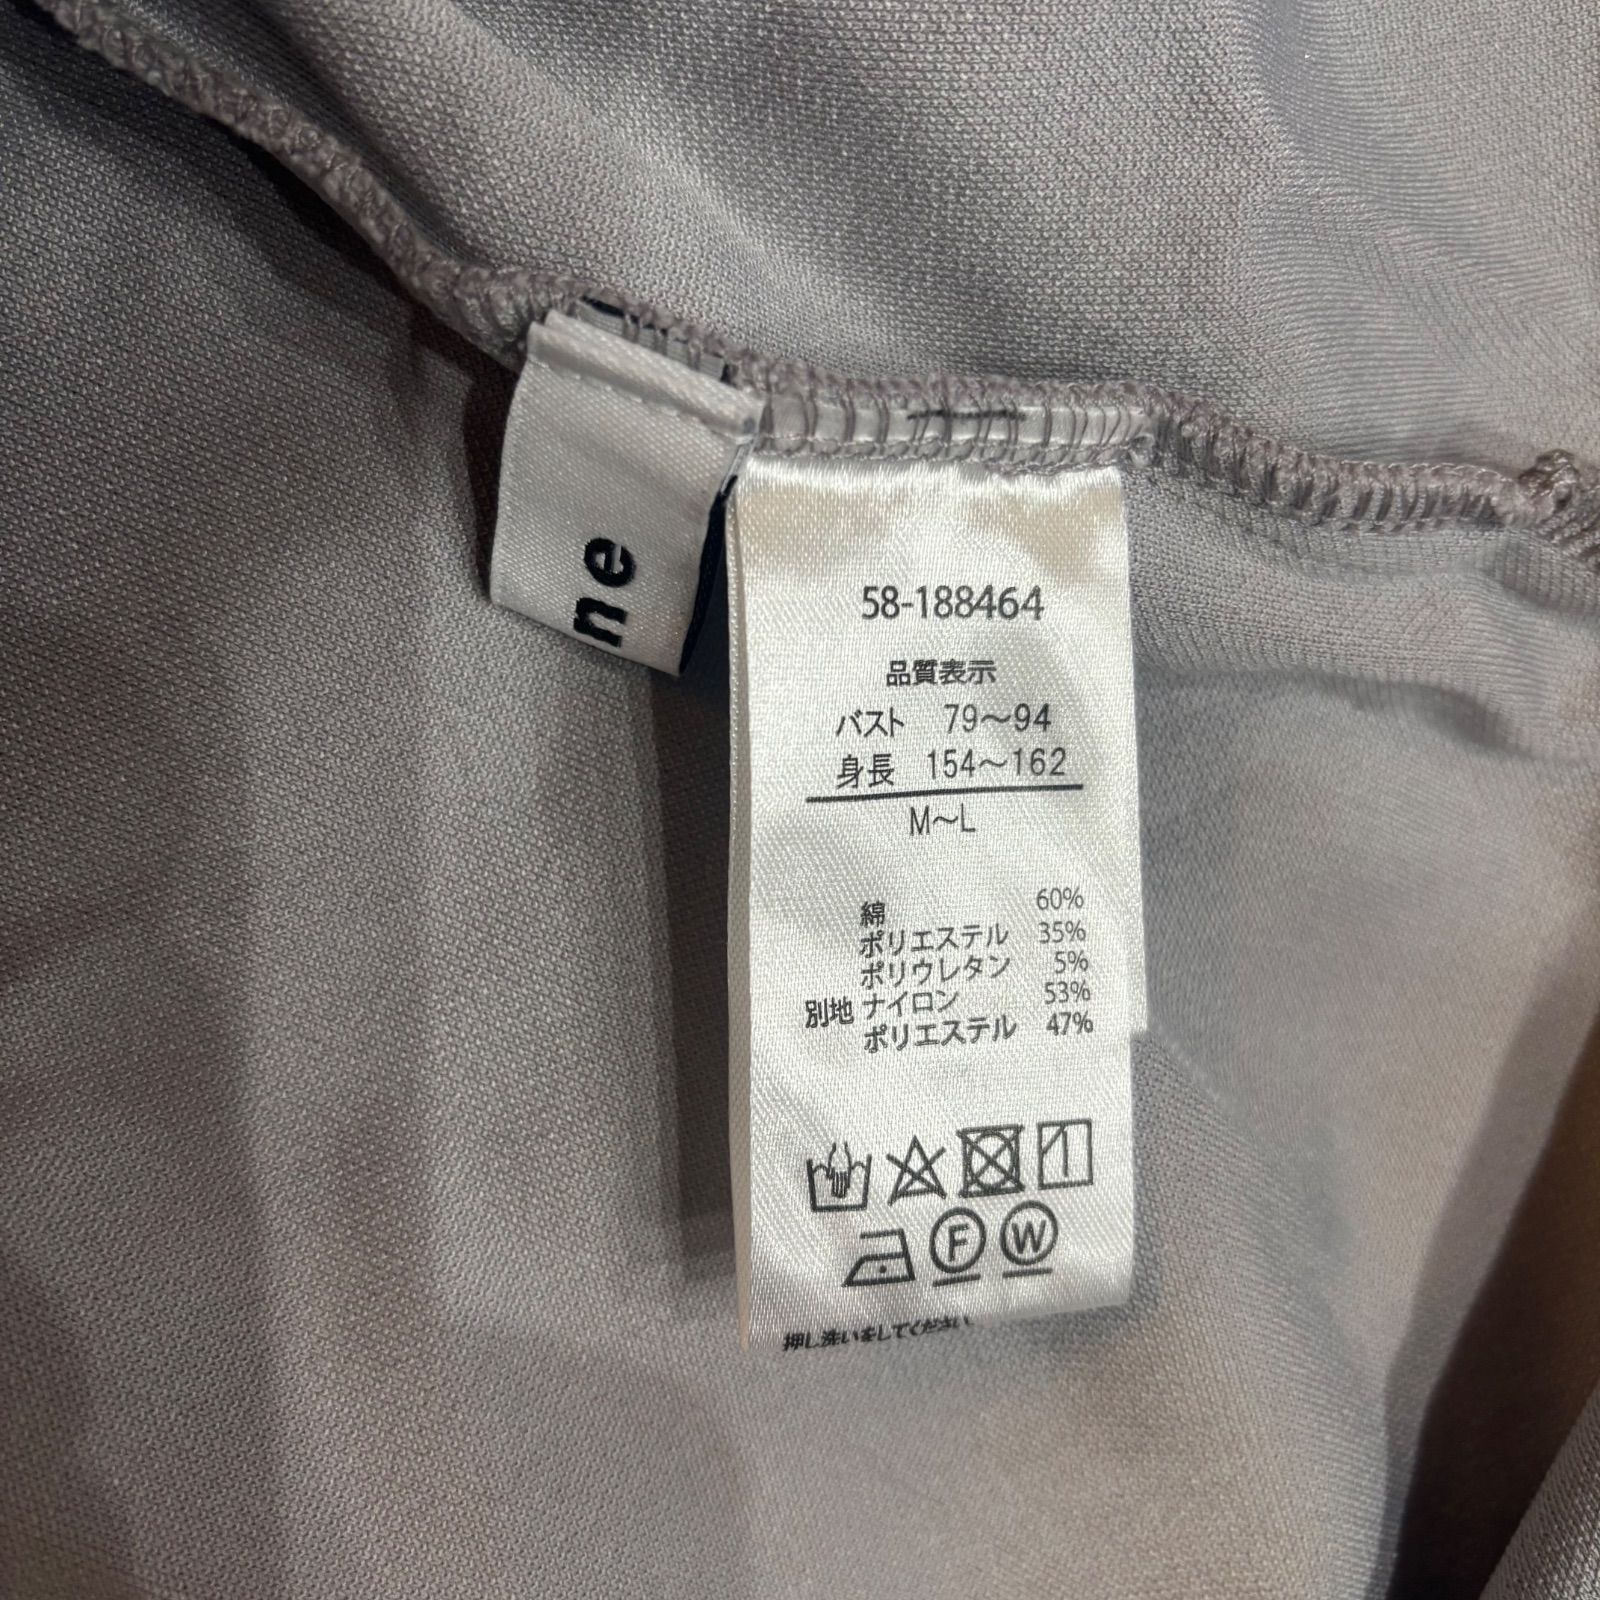 ne
58-188464
品質表示
バスト 79～94
身長 154～162
M～L
綿 60%
ポリエステル 35%
ポリウレタン 5%
別地 ナイロン 53%
ポリエステル 47%
F W
押し洗いをしてください